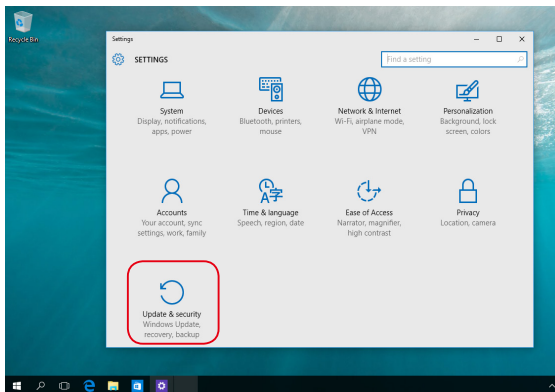 Recycle Bin
Settings
SETTINGS
Find a setting
System
Display, notifications,
apps, power
Devices
Bluetooth, printers,
mouse
Network & Internet
Wi-Fi, airplane mode,
VPN
Personalization
Background, lock
screen, colors
Accounts
Your account, sync
settings, work, family
Time & language
Speech, region, date
Ease of Access
Narrator, magnifier,
high contrast
Privacy
Location, camera
Update & security
Windows Update,
recovery, backup